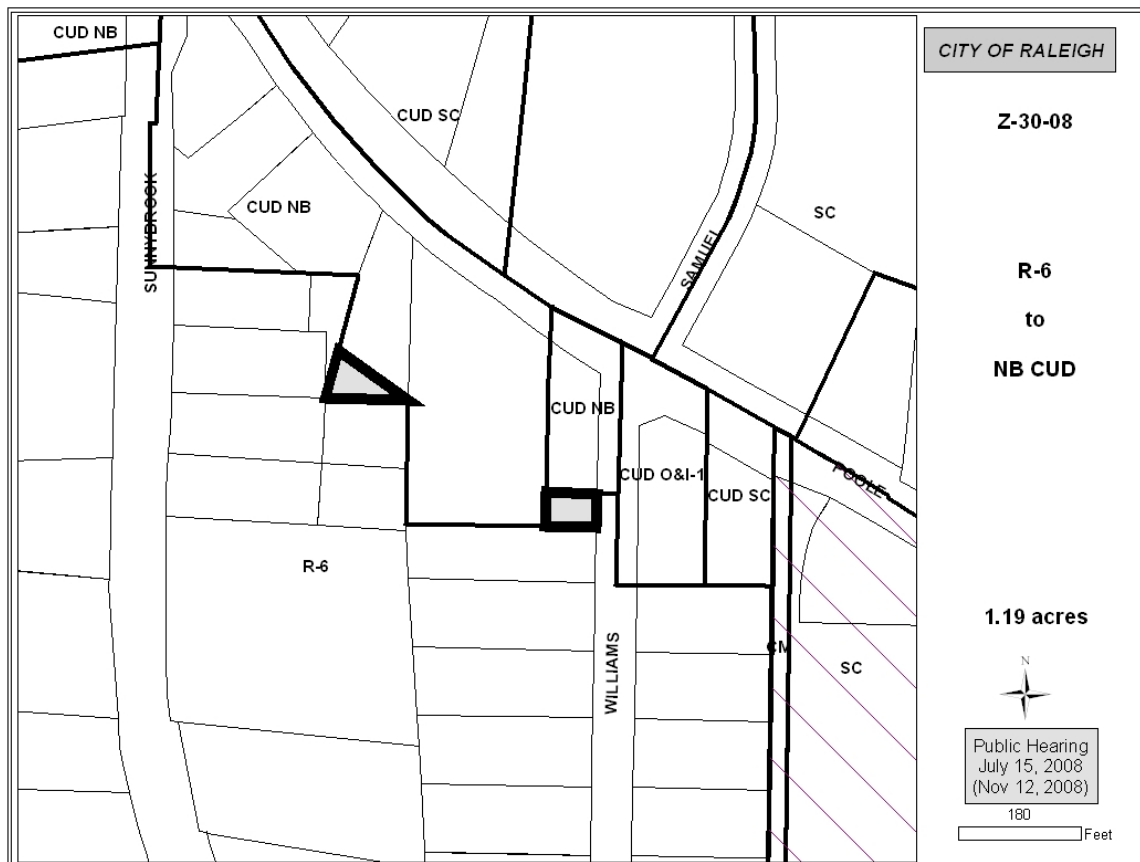 CUD NB
CITY OF RALEIGH
CUD SC
Z-30-08
SUNNYBROOK
CUD NB
SC
SAMUEL
R-6
to
NB CUD
CUD NB
CUD O&I-1
CUD SC
POOLE
R-6
1.19 acres
WILLIAMS
CM
SC
N
Public Hearing
July 15, 2008
(Nov 12, 2008)
180
Feet